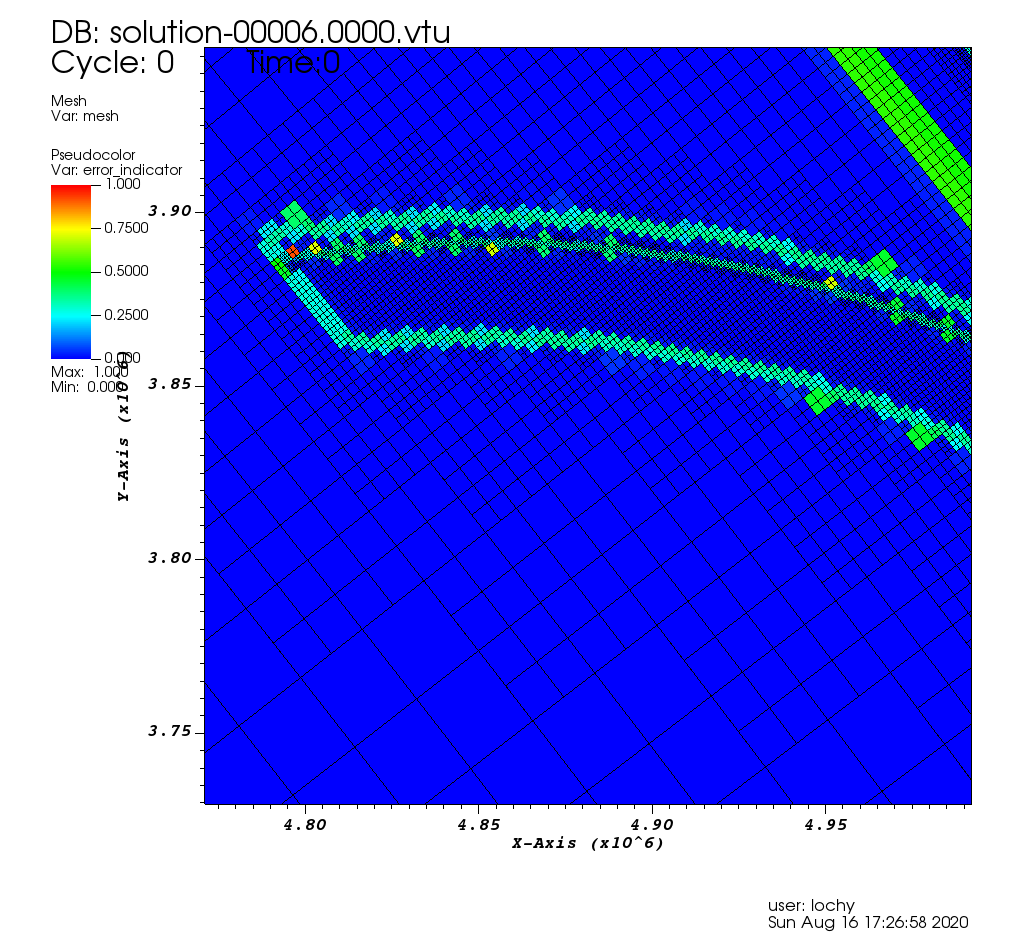 DB: solution-00006.0000.vtu
Cycle: 0 Time:0
Mesh
Var: mesh
Pseudocolor
Var: error_indicator
1.000
0.7500
0.5000
0.2500
0.000
Max: 1.000
Min: 0.000
3.90
3.85
3.80
3.75
Y-Axis (x10^6)
4.80 4.85 4.90 4.95
X-Axis (x10^6)
user: lochy
Sun Aug 16 17:26:58 2020